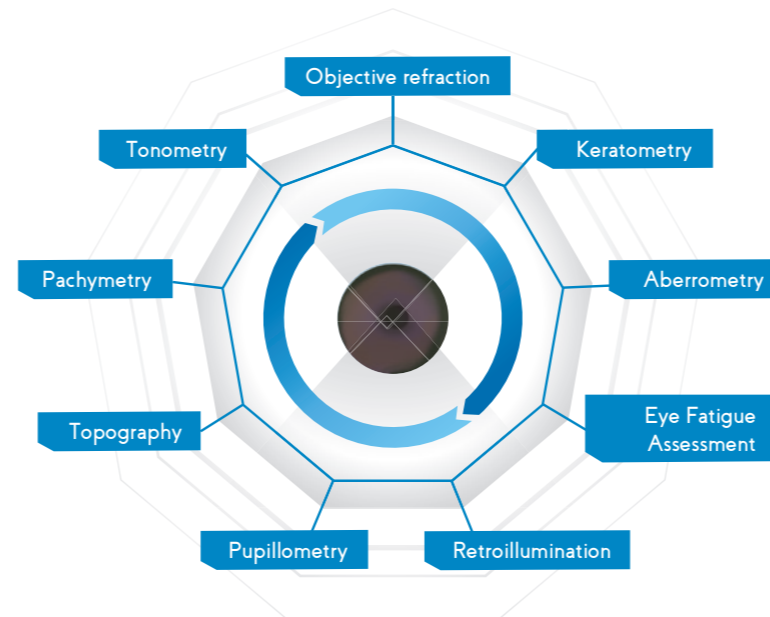 Objective refraction
Tonometry
Keratometry
Pachymetry
Aberrometry
Topography
Eye Fatigue
Assessment
Pupillometry
Retroillumination